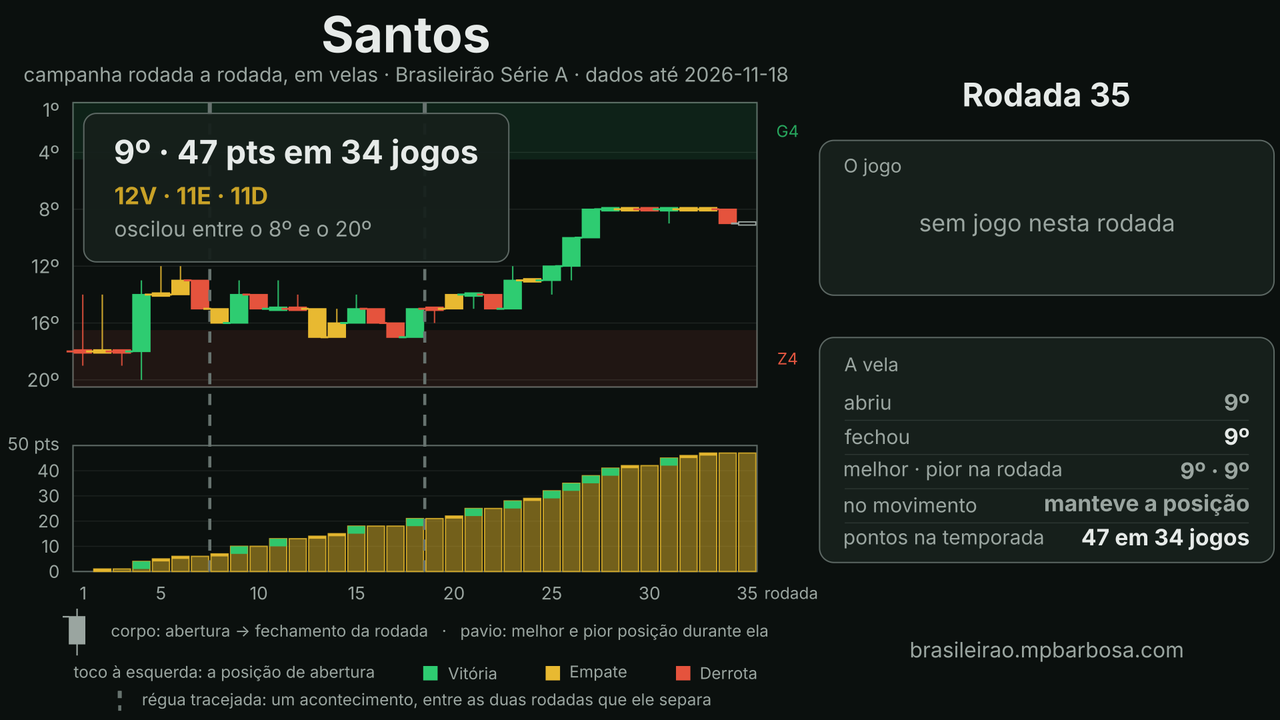 Santos
campanha rodada a rodada, em velas · Brasileirão Série A · dados até 2026-11-18
1º
4º
8º
12º
16º
20º
G4
Z4
9º · 47 pts em 34 jogos
12V · 11E · 11D
oscilou entre o 8º e o 20º
50 pts
40
30
20
10
0
1 5 10 15 20 25 30 35 rodada
corpo: abertura → fechamento da rodada · pavio: melhor e pior posição durante ela
toco à esquerda: a posição de abertura
Vitória Empate Derrota
régua tracejada: um acontecimento, entre as duas rodadas que ele separa
Rodada 35
O jogo
sem jogo nesta rodada
A vela
abriu 9º
fechou 9º
melhor · pior na rodada 9º · 9º
no movimento manteve a posição
pontos na temporada 47 em 34 jogos
brasileirao.mpbarbosa.com